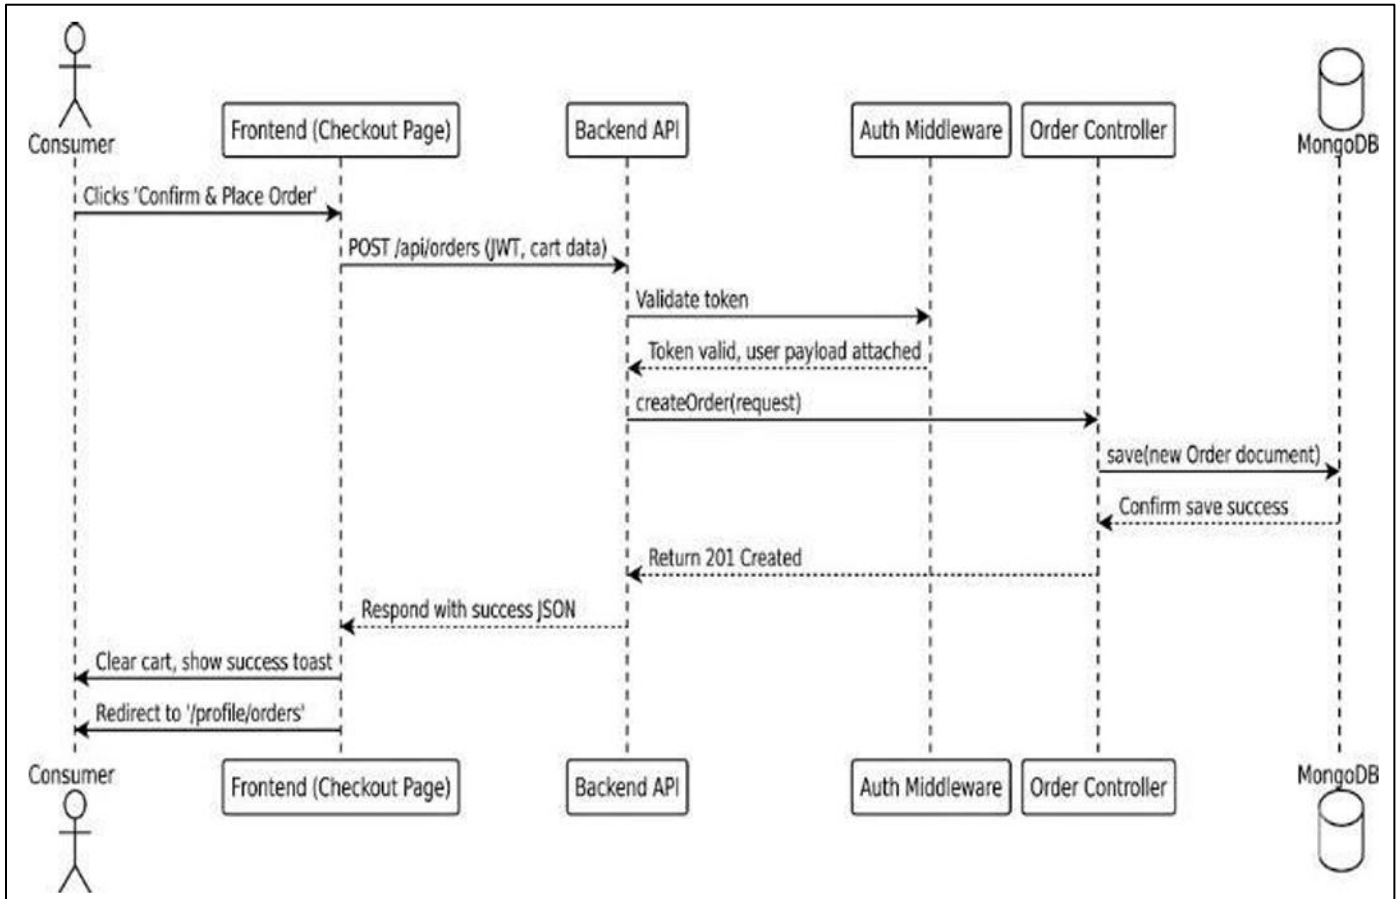 Consumer
Frontend (Checkout Page)
Backend API
Auth Middleware
Order Controller
MongoDB
Clicks 'Confirm & Place Order'
POST /api/orders (JWT, cart data)
Validate token
Token valid, user payload attached
createOrder(request)
save(new Order document)
Confirm save success
Return 201 Created
Respond with success JSON
Clear cart, show success toast
Redirect to '/profile/orders'
Consumer
Frontend (Checkout Page)
Backend API
Auth Middleware
Order Controller
MongoDB